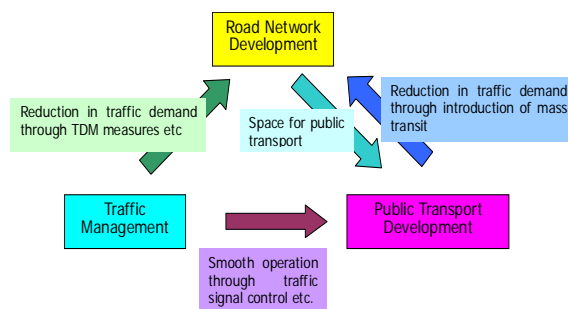 Road Network
Development
Reduction in traffic demand
through TDM measures etc
Space for public
transport
Reduction in traffic demand
through introduction of mass
transit
Traffic
Management
Public Transport
Development
Smooth operation
through traffic
signal control etc.